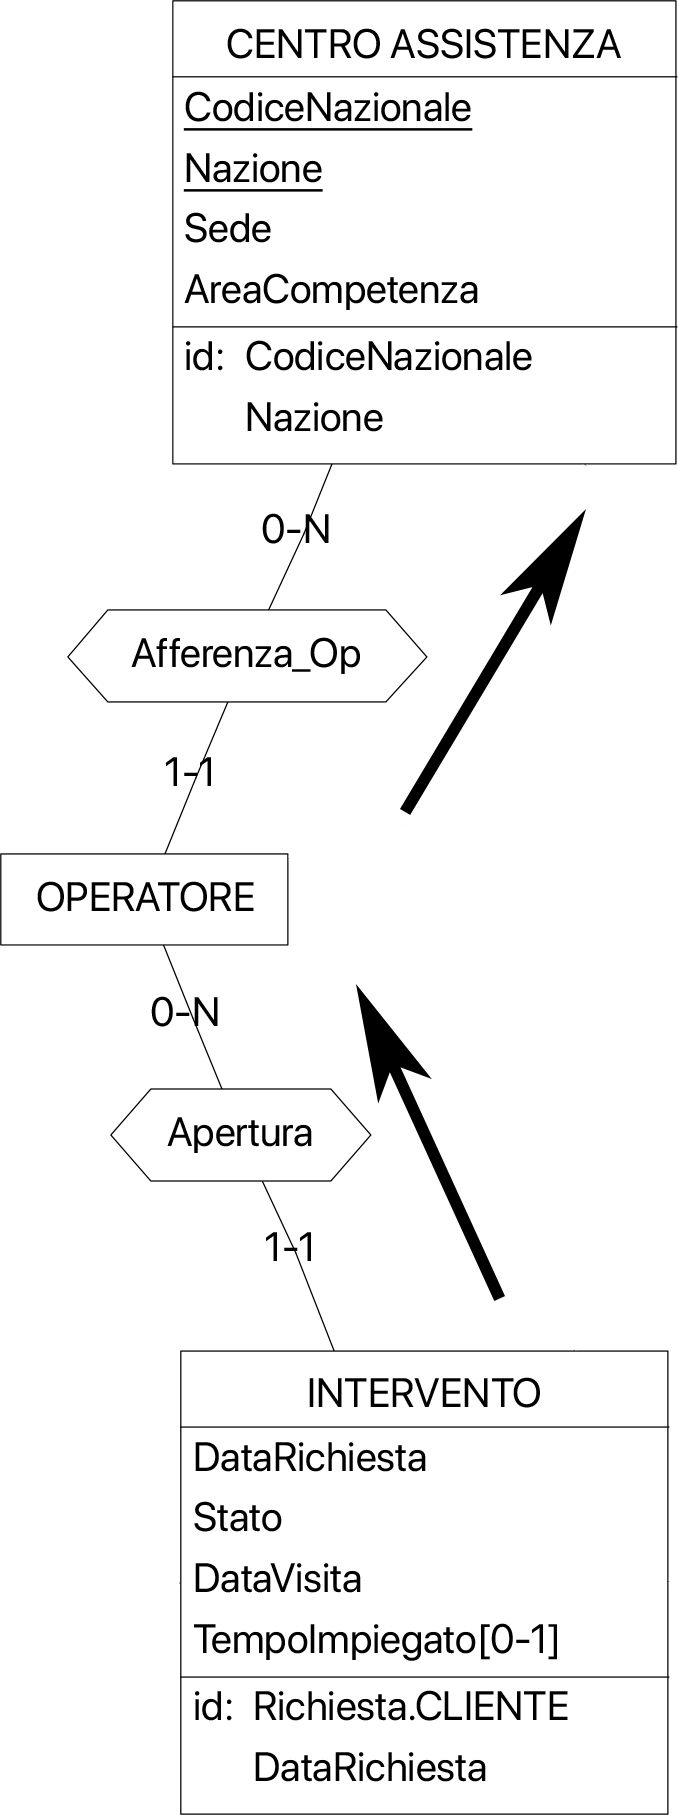 CENTRO ASSISTENZA
CodiceNazionale
Nazione
Sede
AreaCompetenza
id: CodiceNazionale
Nazione
0-N
Afferenza_Op
1-1
OPERATORE
0-N
Apertura
1-1
INTERVENTO
DataRichiesta
Stato
DataVisita
TempoImpiegato[0-1]
id: Richiesta.CLIENTE
DataRichiesta